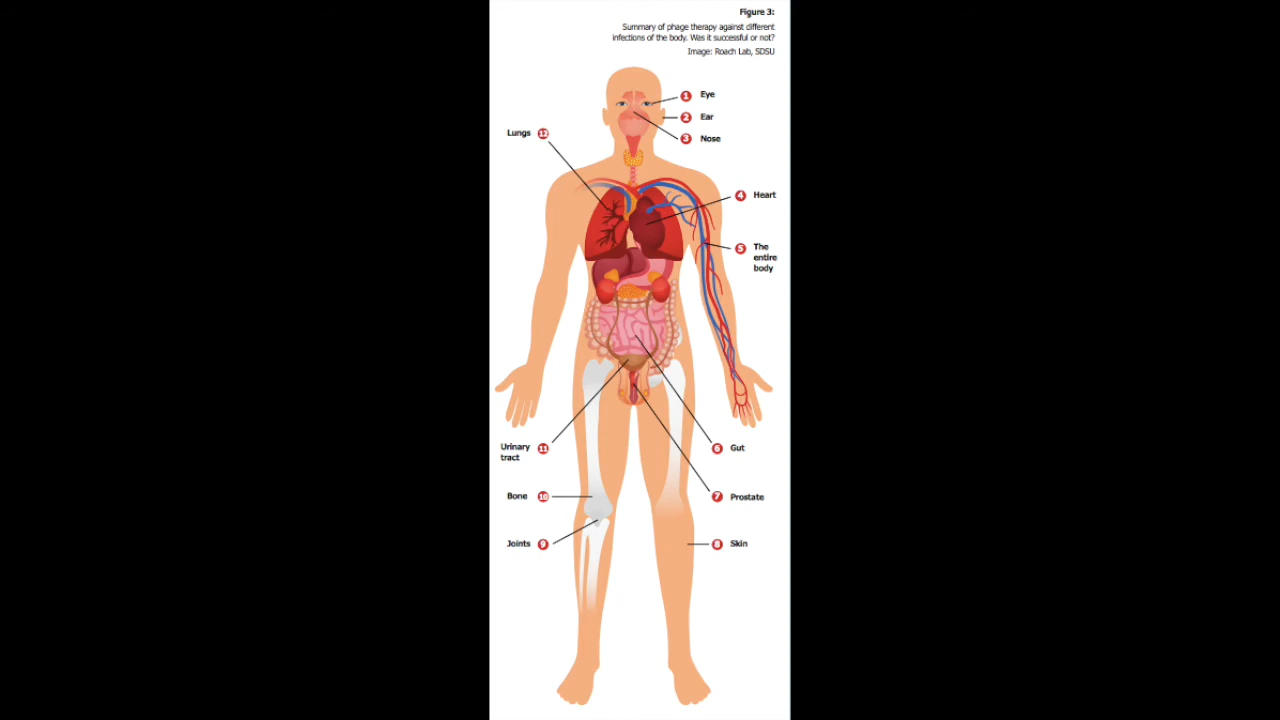 Figure 3:
Summary of phage therapy against different
infections of the body. Was it successful or not?
Image: Roach Lab, SDSU
1 Eye
2 Ear
3 Nose
Lungs 12
4 Heart
5 The
entire
body
Urinary 11
tract
6 Gut
Bone 10
7 Prostate
Joints 9
8 Skin